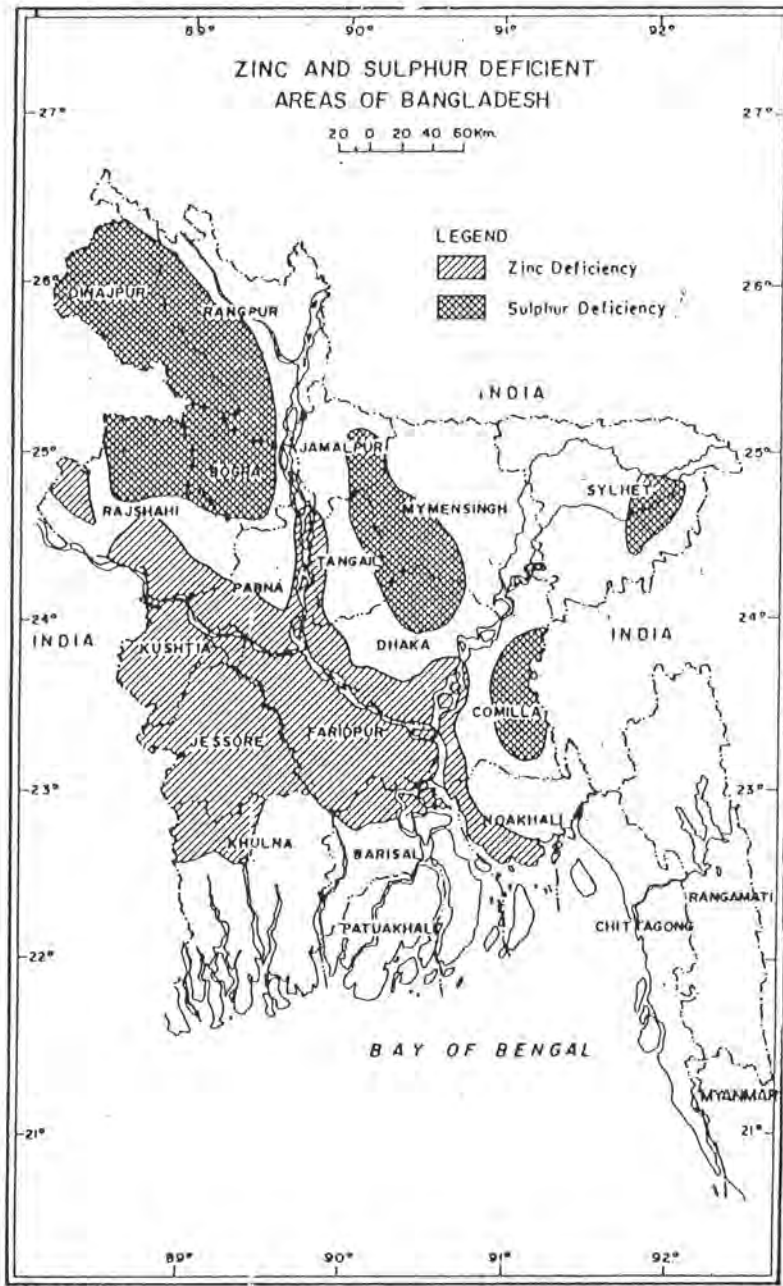 89° 90° 91° 92°
ZINC AND SULPHUR DEFICIENT
AREAS OF BANGLADESH
27° 27°
20 0 20 40 60 Km.
LEGEND
Zinc Deficiency
Sulphur Deficiency
26° 26°
DINAJPUR
RANGPUR
INDIA
25° 25°
JAMALPUR
BOGRA
SYLHET
RAJSHAHI
MYMENSINGH
TANGAIL
PABNA
24° 24°
INDIA
KUSHTIA
DHAKA
INDIA
COMILLA
JESSORE
FARIDPUR
23° 23°
NOAKHALI
KHULNA
BARISAL
RANGAMATI
PATUAKHALI
CHITTAGONG
22° 22°
BAY OF BENGAL
MYANMAR
21° 21°
89° 90° 91° 92°